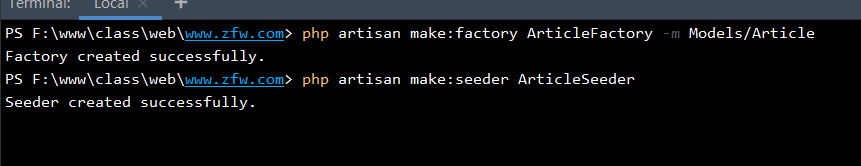 Terminal: Local × +
PS F:\www\class\web\www.zfw.com> php artisan make:factory ArticleFactory -m Models/Article
Factory created successfully.
PS F:\www\class\web\www.zfw.com> php artisan make:seeder ArticleSeeder
Seeder created successfully.